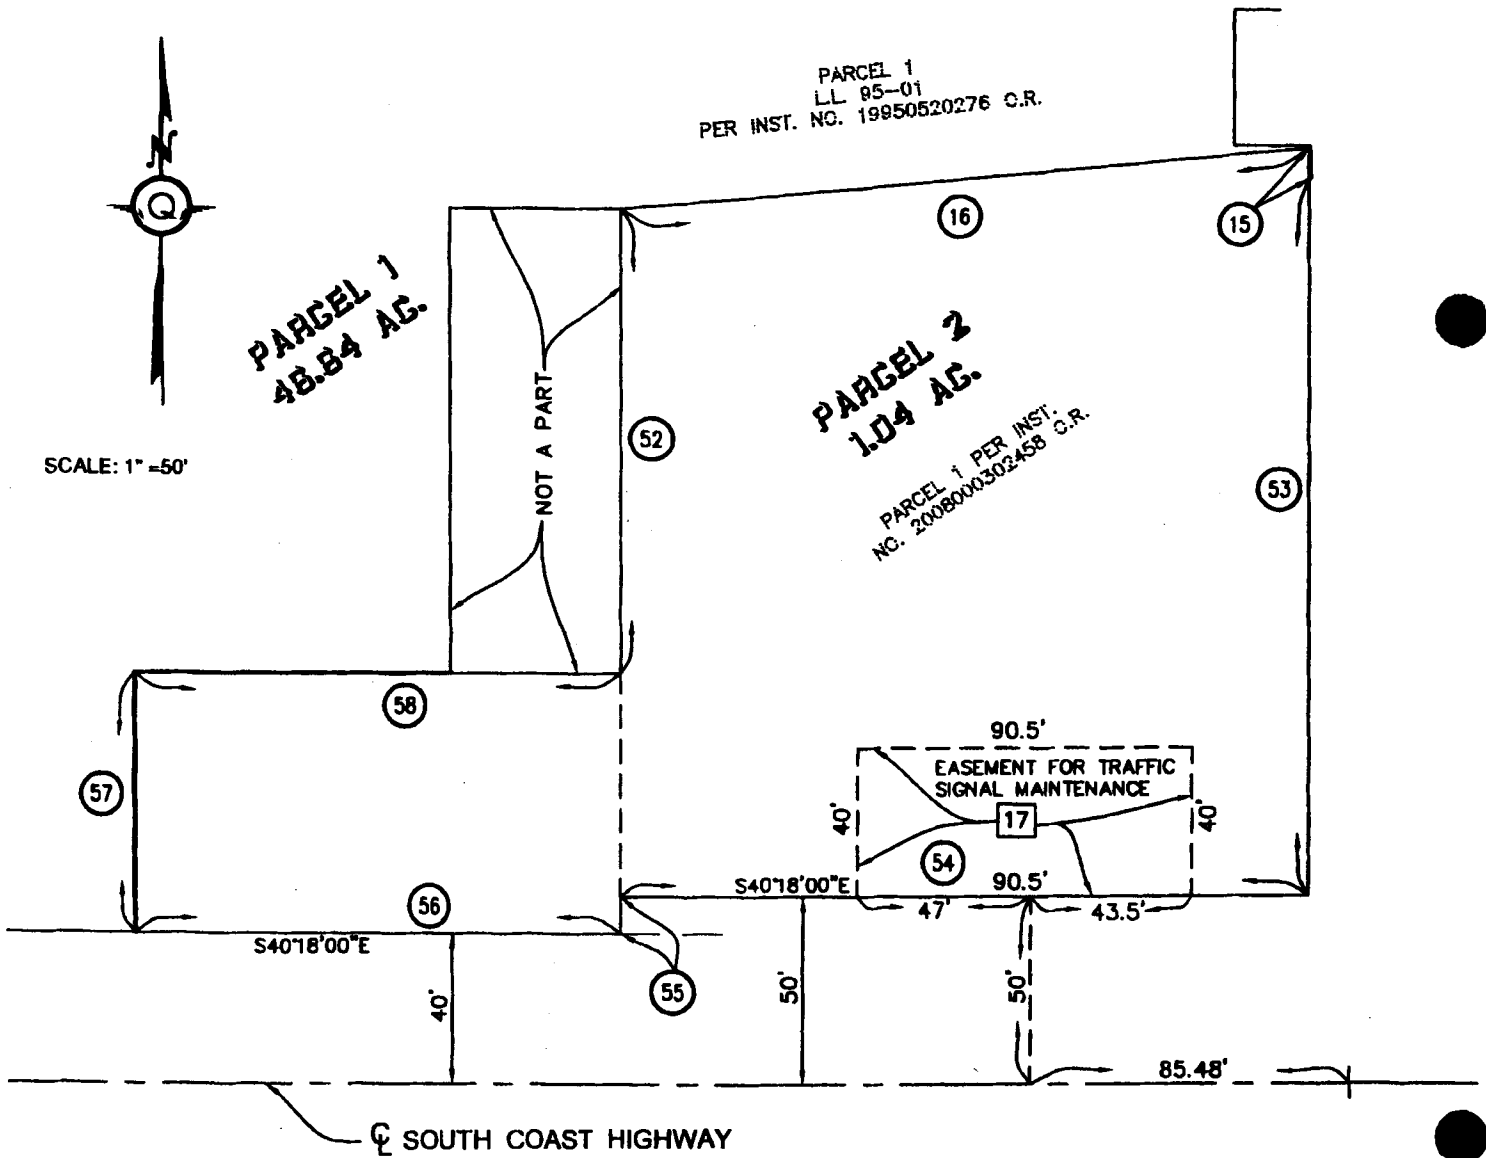 PARCEL 1
LL 95-01
PER INST. NO. 19950520276 O.R.
N
Q
16
15
PARCEL 1
48.84 AC.
PARCEL 2
1.04 AC.
PARCEL 1 PER INST.
NO. 2008000302458 O.R.
NOT A PART
52
SCALE: 1" =50'
53
58
57
90.5'
EASEMENT FOR TRAFFIC
SIGNAL MAINTENANCE
40'
17
40'
54
S40°18'00"E
90.5'
47'
43.5'
56
S40°18'00"E
55
40'
50'
50'
85.48'
℄ SOUTH COAST HIGHWAY